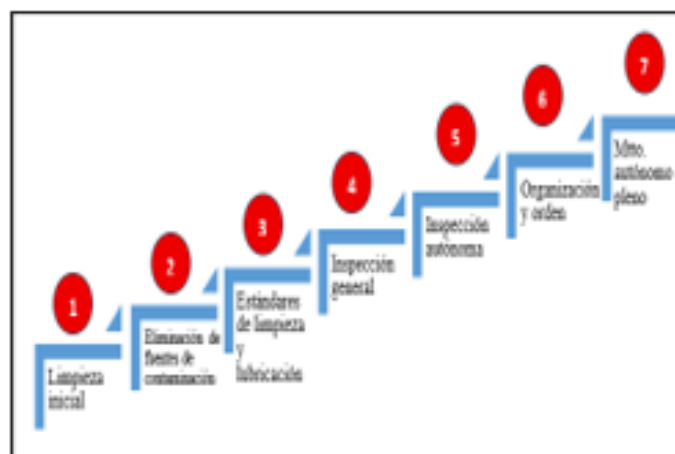 1
Limpieza
inicial
2
Eliminación de
fuentes de
contaminación
3
Estándares
de limpieza
y
lubricación
4
Inspección
general
5
Inspección
autónoma
6
Organización
y orden
7
Mtto.
autónomo
pleno